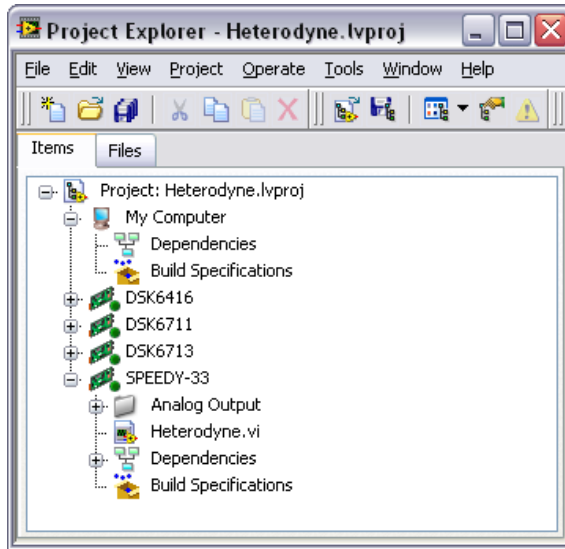 Project Explorer - Heterodyne.lvproj
File Edit View Project Operate Tools Window Help
Items Files
Project: Heterodyne.lvproj
My Computer
Dependencies
Build Specifications
DSK6416
DSK6711
DSK6713
SPEEDY-33
Analog Output
Heterodyne.vi
Dependencies
Build Specifications